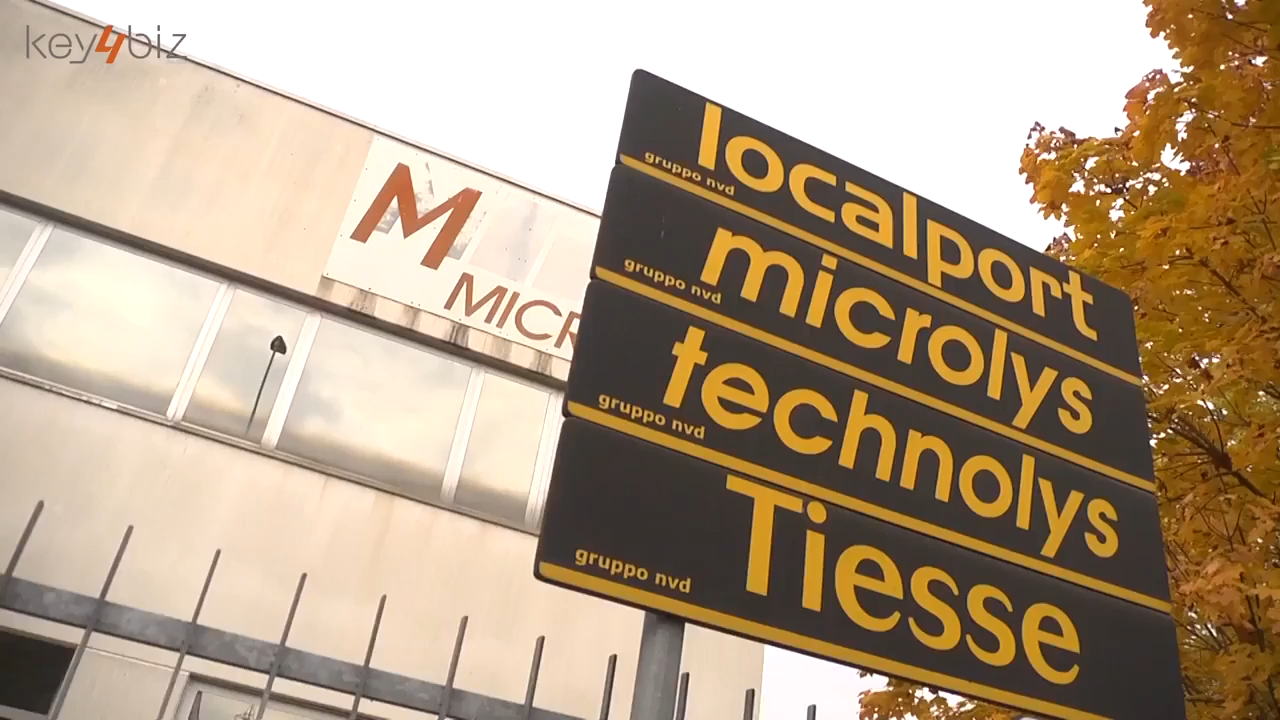 key4biz
M
MICR
localport
gruppo nvd
microlys
gruppo nvd
technolys
gruppo nvd
Tiesse
gruppo nvd